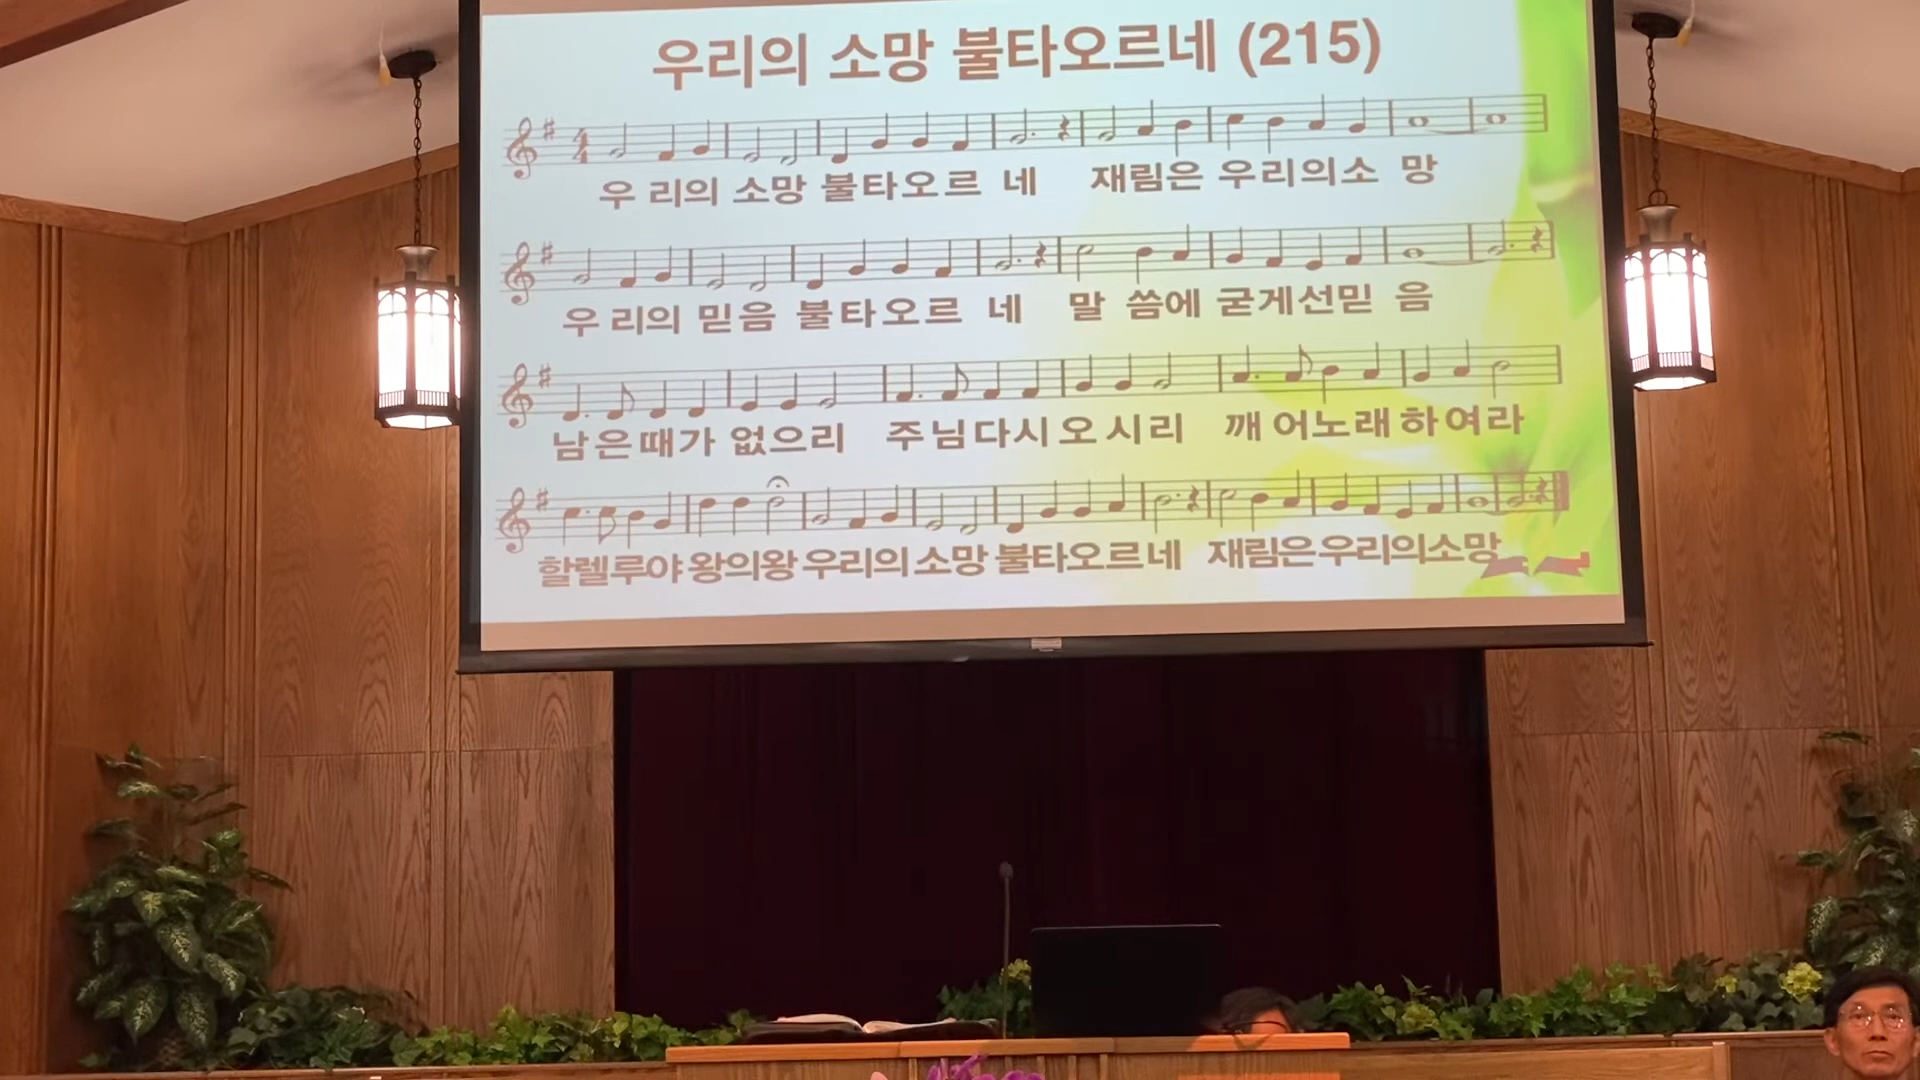 우리의 소망 불타오르네 (215)
우 리의 소망 불타오르 네 재림은 우리의소 망
우 리의 믿음 불타오르 네 말 씀에 굳게선믿 음
남은때가 없으리 주님다시오시리 깨어노래하여라
할렐루야 왕의왕 우리의 소망 불타오르네 재림은우리의소망